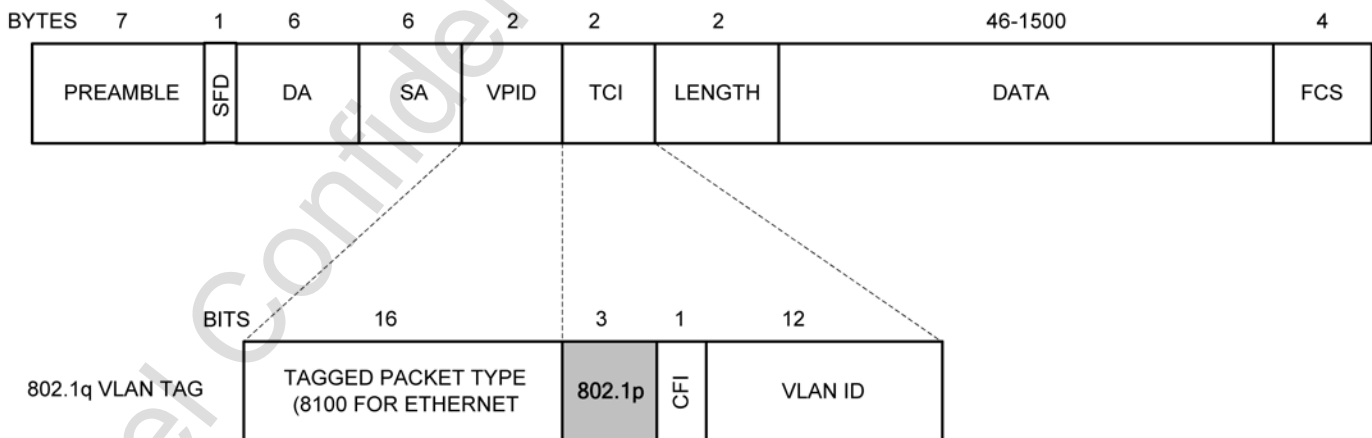 BYTES 7 1 6 6 2 2 2 46-1500 4
PREAMBLE SFD DA SA VPID TCI LENGTH DATA FCS
BITS 16 3 1 12
802.1q VLAN TAG
TAGGED PACKET TYPE
(8100 FOR ETHERNET
802.1p CFI VLAN ID
el Confider